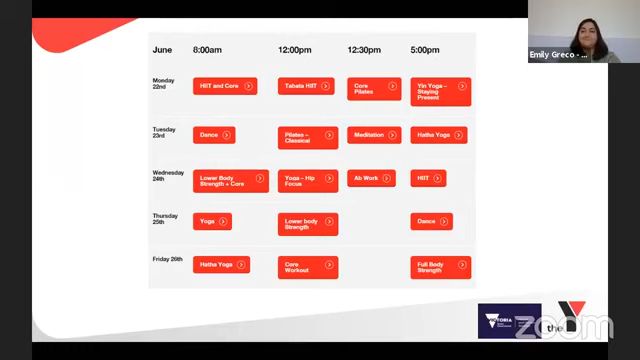 Emily Greco - ...
June 8:00am 12:00pm 12:30pm 5:00pm
Monday
22nd
HIIT and Core
Tabata HIIT
Core
Pilates
Yin Yoga –
Staying
Present
Tuesday
23rd
Dance
Pilates –
Classical
Meditation
Hatha Yoga
Wednesday
24th
Lower Body
Strength + Core
Yoga – Hip
Focus
Ab Work
HIIT
Thursday
25th
Yoga
Lower body
Strength
Dance
Friday 26th
Hatha Yoga
Core
Workout
Full Body
Strength
VICTORIA
the Y
zoom